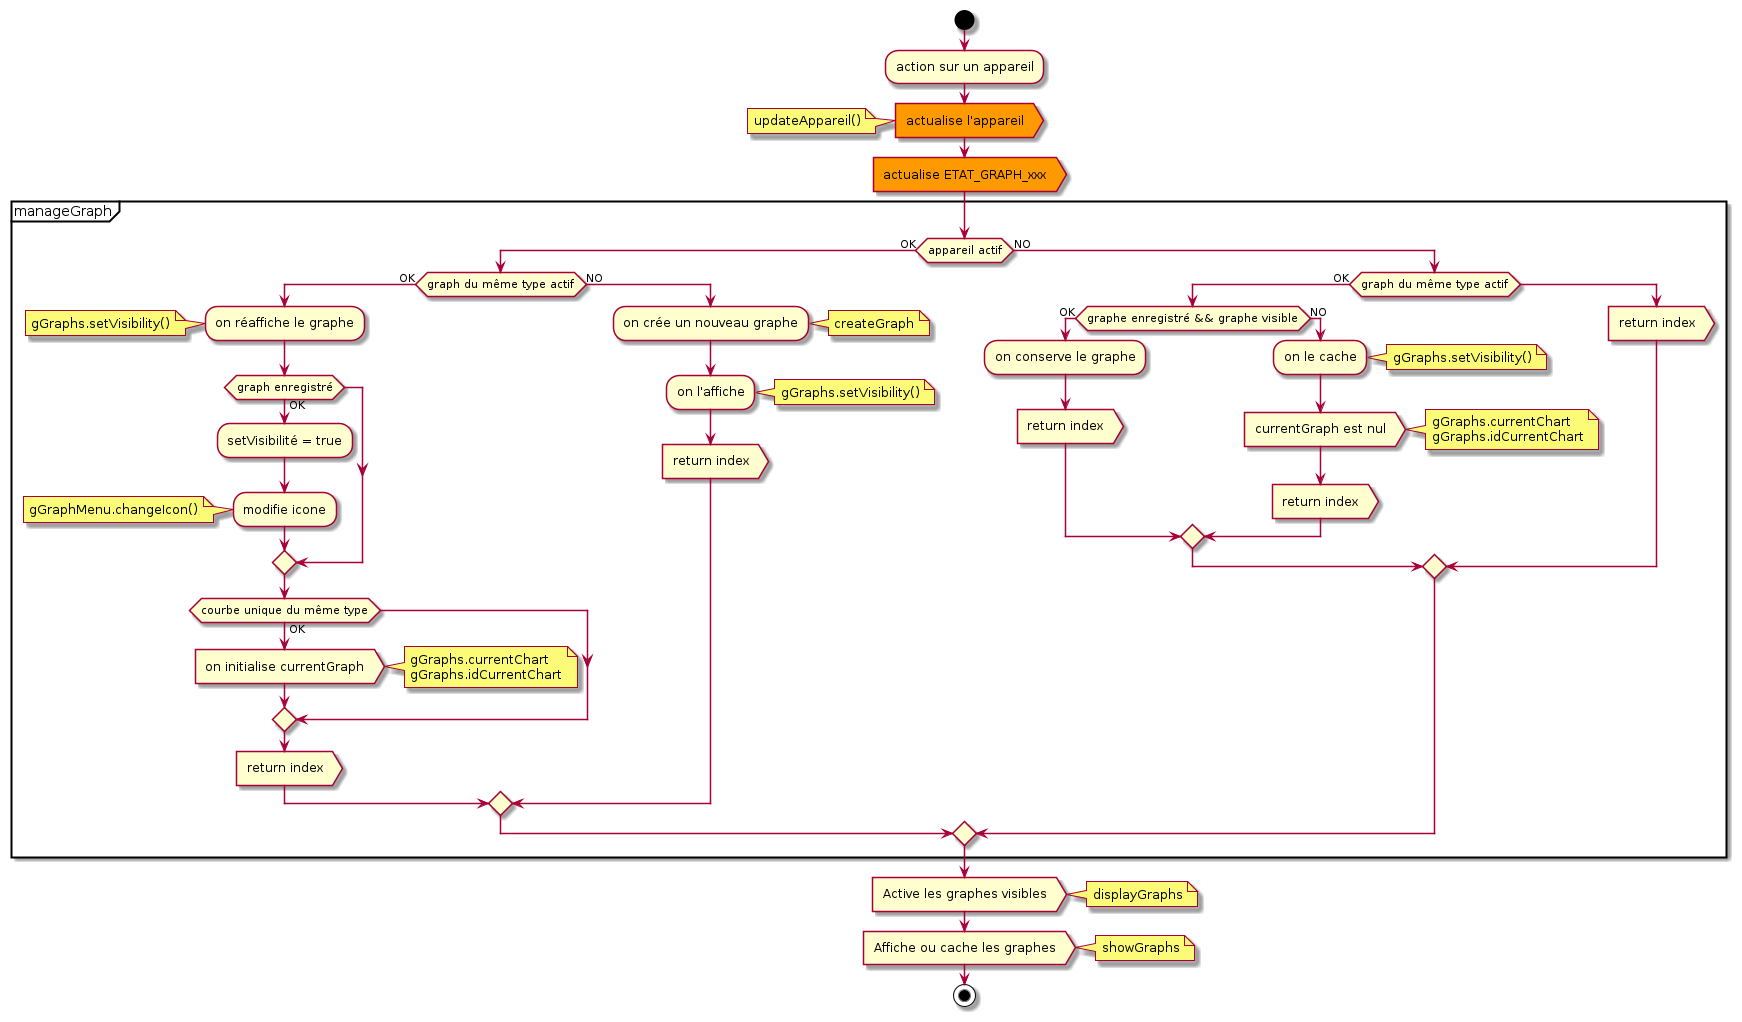 action sur un appareil
updateAppareil()
actualise l'appareil
actualise ETAT_GRAPH_xxx
manageGraph
OK
appareil actif
NO
OK
graph du même type actif
NO
gGraphs.setVisibility()
on réaffiche le graphe
graph enregistré
OK
setVisibilité = true
gGraphMenu.changeIcon()
modifie icone
courbe unique du même type
OK
on initialise currentGraph
gGraphs.currentChart
gGraphs.idCurrentChart
return index
on crée un nouveau graphe
createGraph
on l'affiche
gGraphs.setVisibility()
return index
OK
graph du même type actif
OK
graphe enregistré && graphe visible
NO
on conserve le graphe
return index
on le cache
gGraphs.setVisibility()
currentGraph est nul
gGraphs.currentChart
gGraphs.idCurrentChart
return index
return index
Active les graphes visibles
displayGraphs
Affiche ou cache les graphes
showGraphs